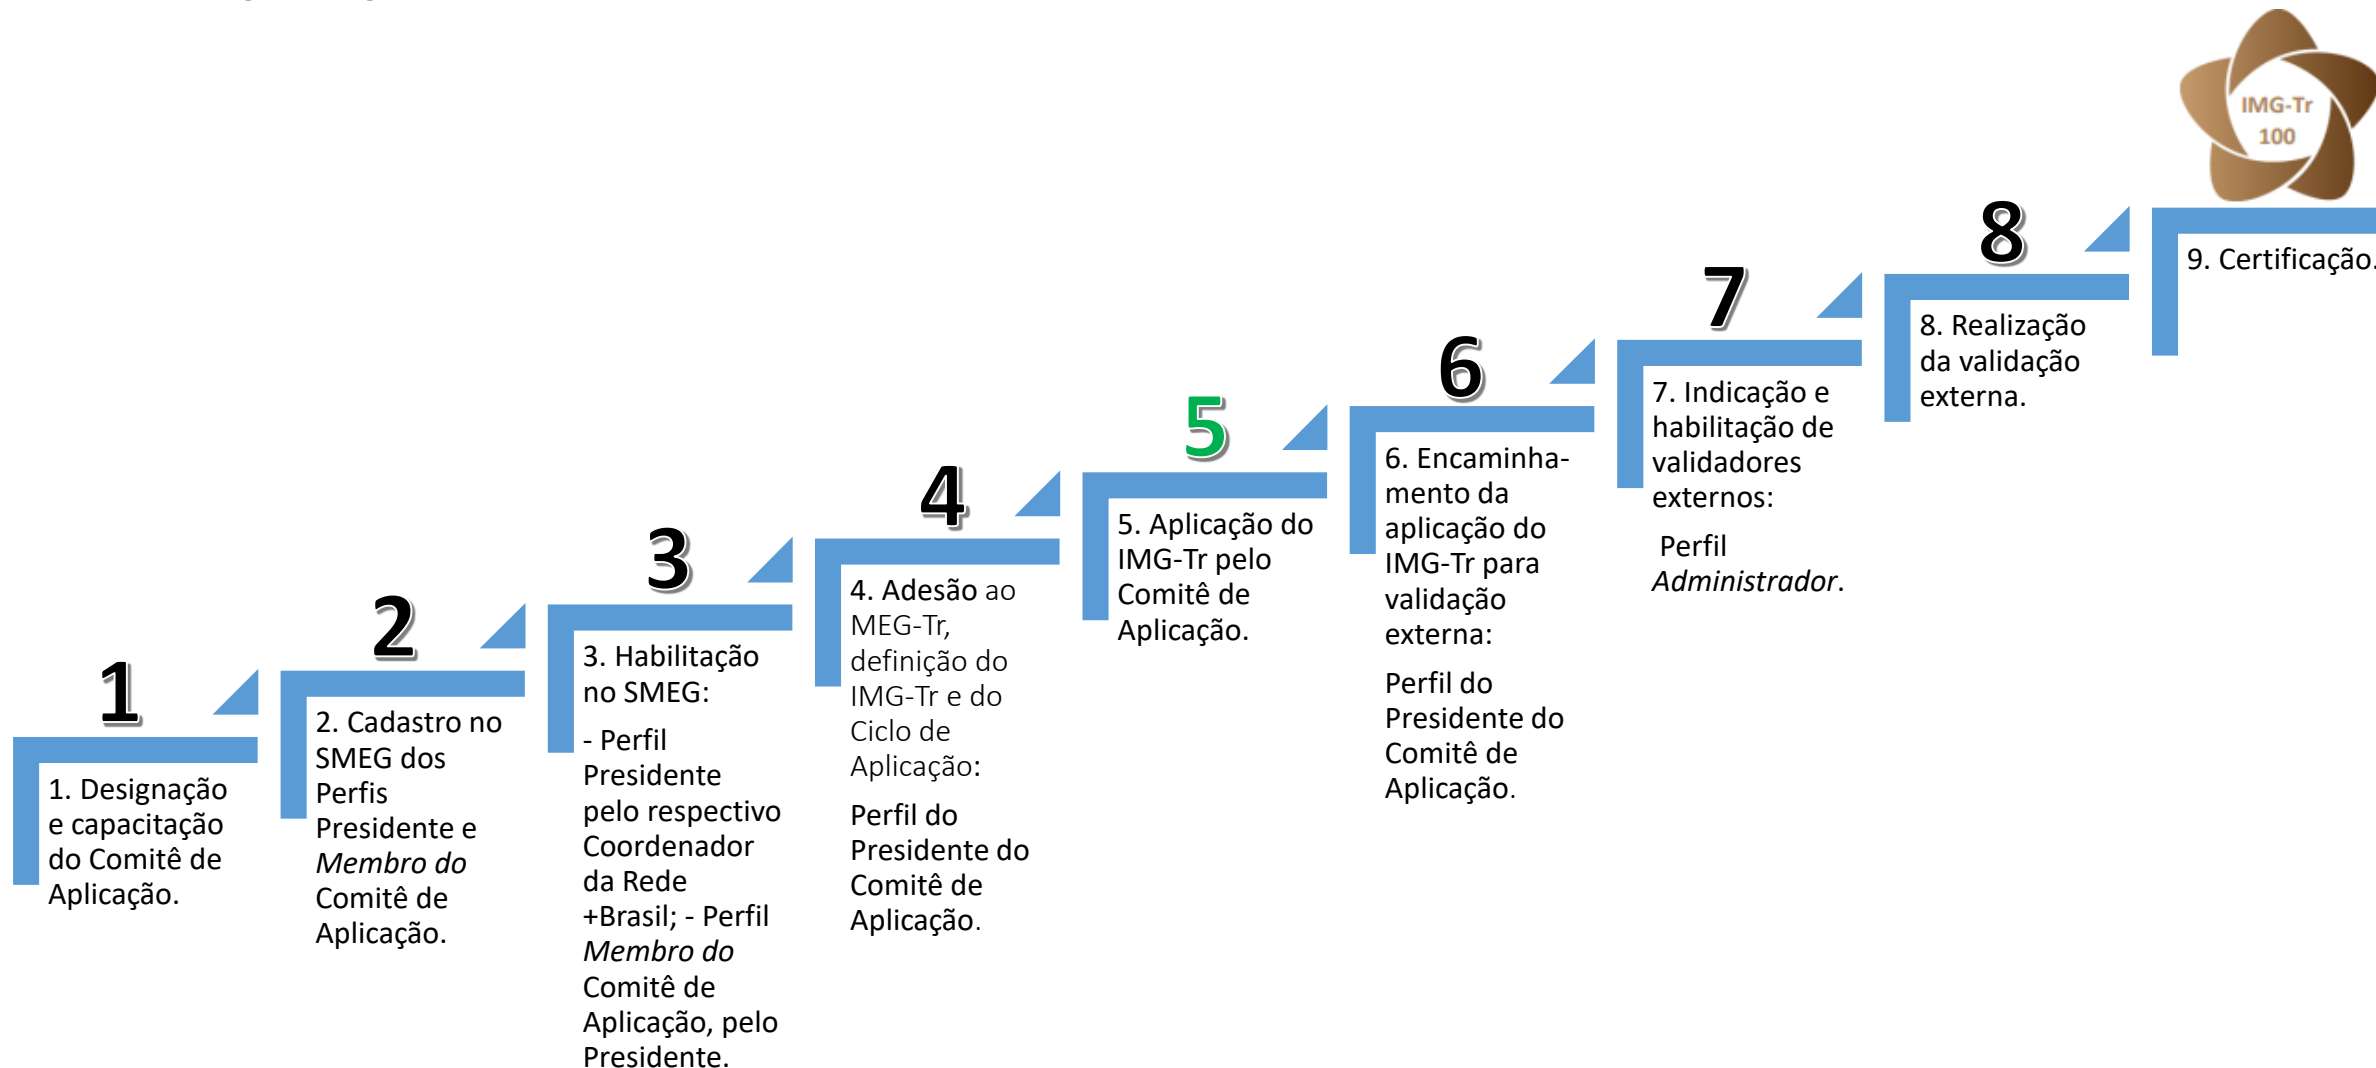 1
1. Designação
e capacitação
do Comitê de
Aplicação.
2
2. Cadastro no
SMEG dos
Perfis
Presidente e
Membro do
Comitê de
Aplicação.
3
3. Habilitação
no SMEG:
- Perfil
Presidente
pelo respectivo
Coordenador
da Rede
+Brasil; - Perfil
Membro do
Comitê de
Aplicação, pelo
Presidente.
4
4. Adesão ao
MEG-Tr,
definição do
IMG-Tr e do
Ciclo de
Aplicação:
Perfil do
Presidente do
Comitê de
Aplicação.
5
5. Aplicação do
IMG-Tr pelo
Comitê de
Aplicação.
6
6. Encaminha-
mento da
aplicação do
IMG-Tr para
validação
externa:
Perfil do
Presidente do
Comitê de
Aplicação.
7
7. Indicação e
habilitação de
validadores
externos:
Perfil
Administrador.
8
8. Realização
da validação
externa.
IMG-Tr
100
9. Certificação.